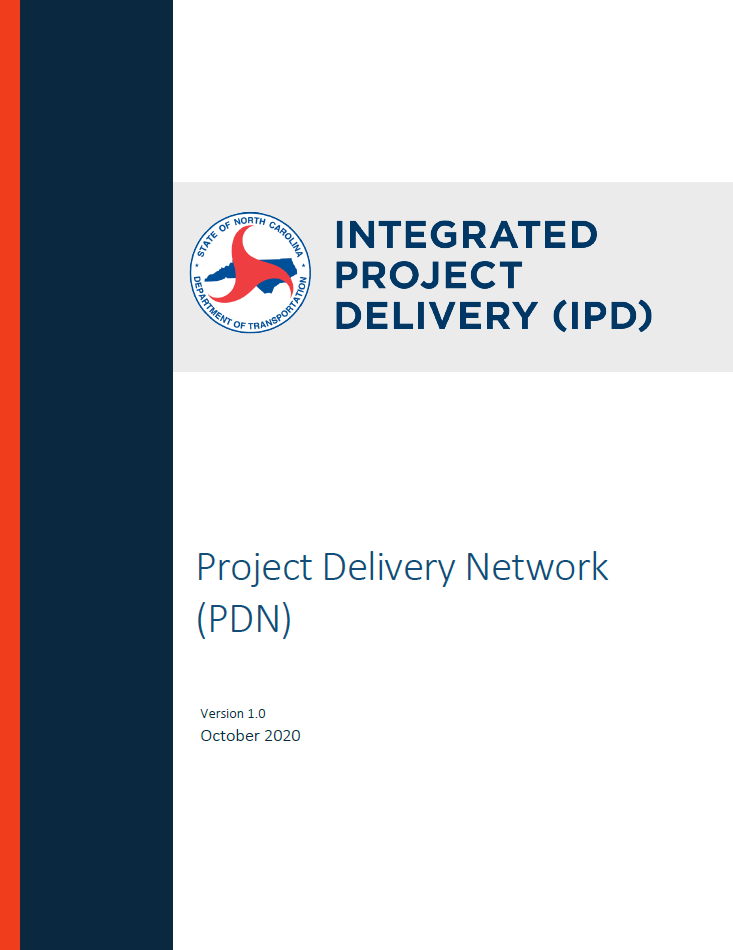 STATE OF NORTH CAROLINA
DEPARTMENT OF TRANSPORTATION
INTEGRATED
PROJECT
DELIVERY (IPD)
Project Delivery Network
(PDN)
Version 1.0
October 2020